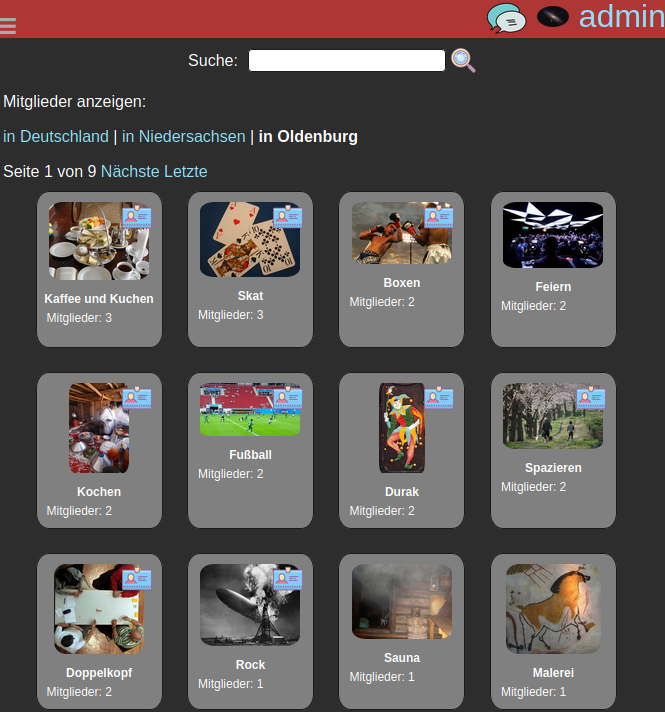 admin
Suche:
Mitglieder anzeigen:
in Deutschland | in Niedersachsen | in Oldenburg
Seite 1 von 9 Nächste Letzte
Kaffee und Kuchen
Mitglieder: 3
Skat
Mitglieder: 3
Boxen
Mitglieder: 2
Feiern
Mitglieder: 2
Kochen
Mitglieder: 2
Fußball
Mitglieder: 2
Durak
Mitglieder: 2
Spazieren
Mitglieder: 2
Doppelkopf
Mitglieder: 2
Rock
Mitglieder: 1
Sauna
Mitglieder: 1
Malerei
Mitglieder: 1